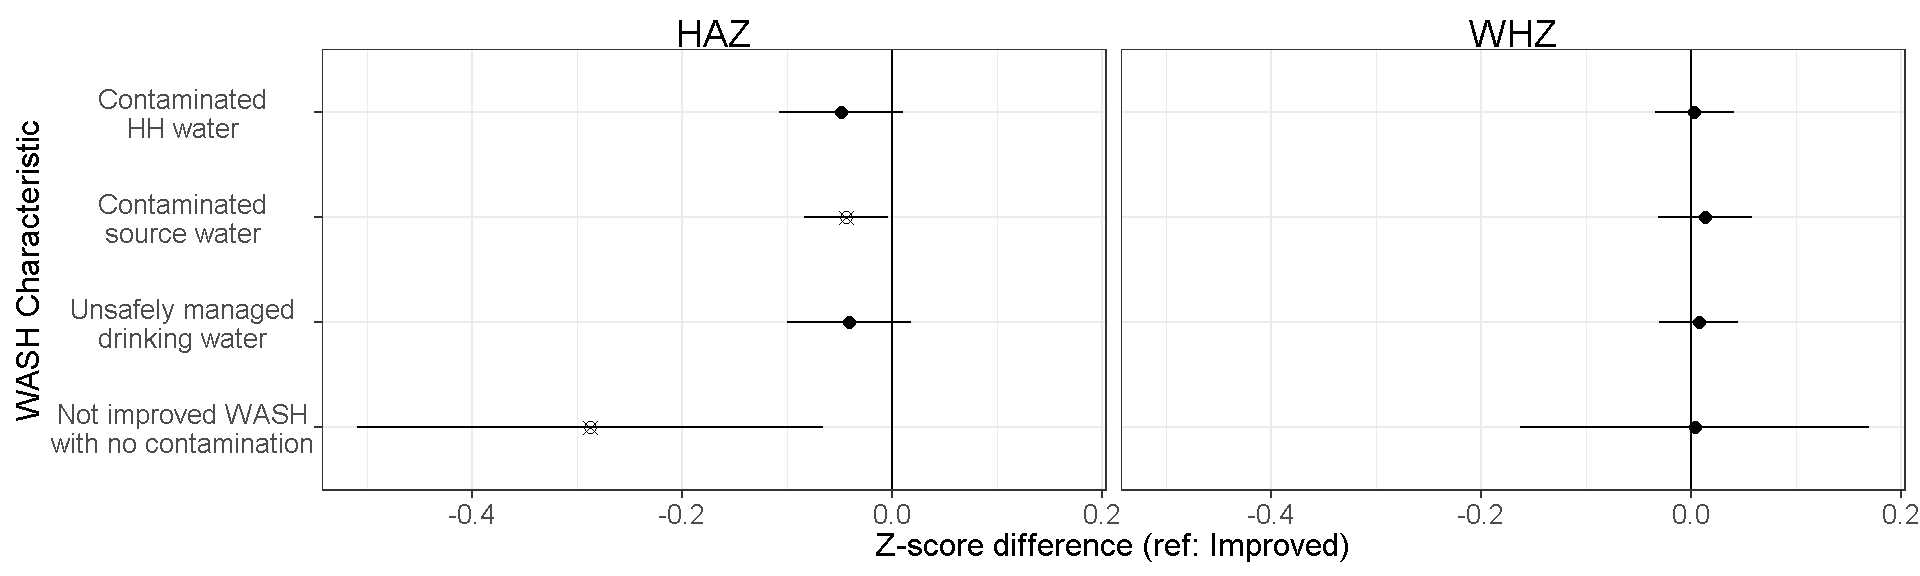 HAZ
WHZ
WASH Characteristic
Contaminated
HH water
Contaminated
source water
Unsafely managed
drinking water
Not improved WASH
with no contamination
-0.4
-0.2
0.0
0.2
-0.4
-0.2
0.0
0.2
Z-score difference (ref: Improved)